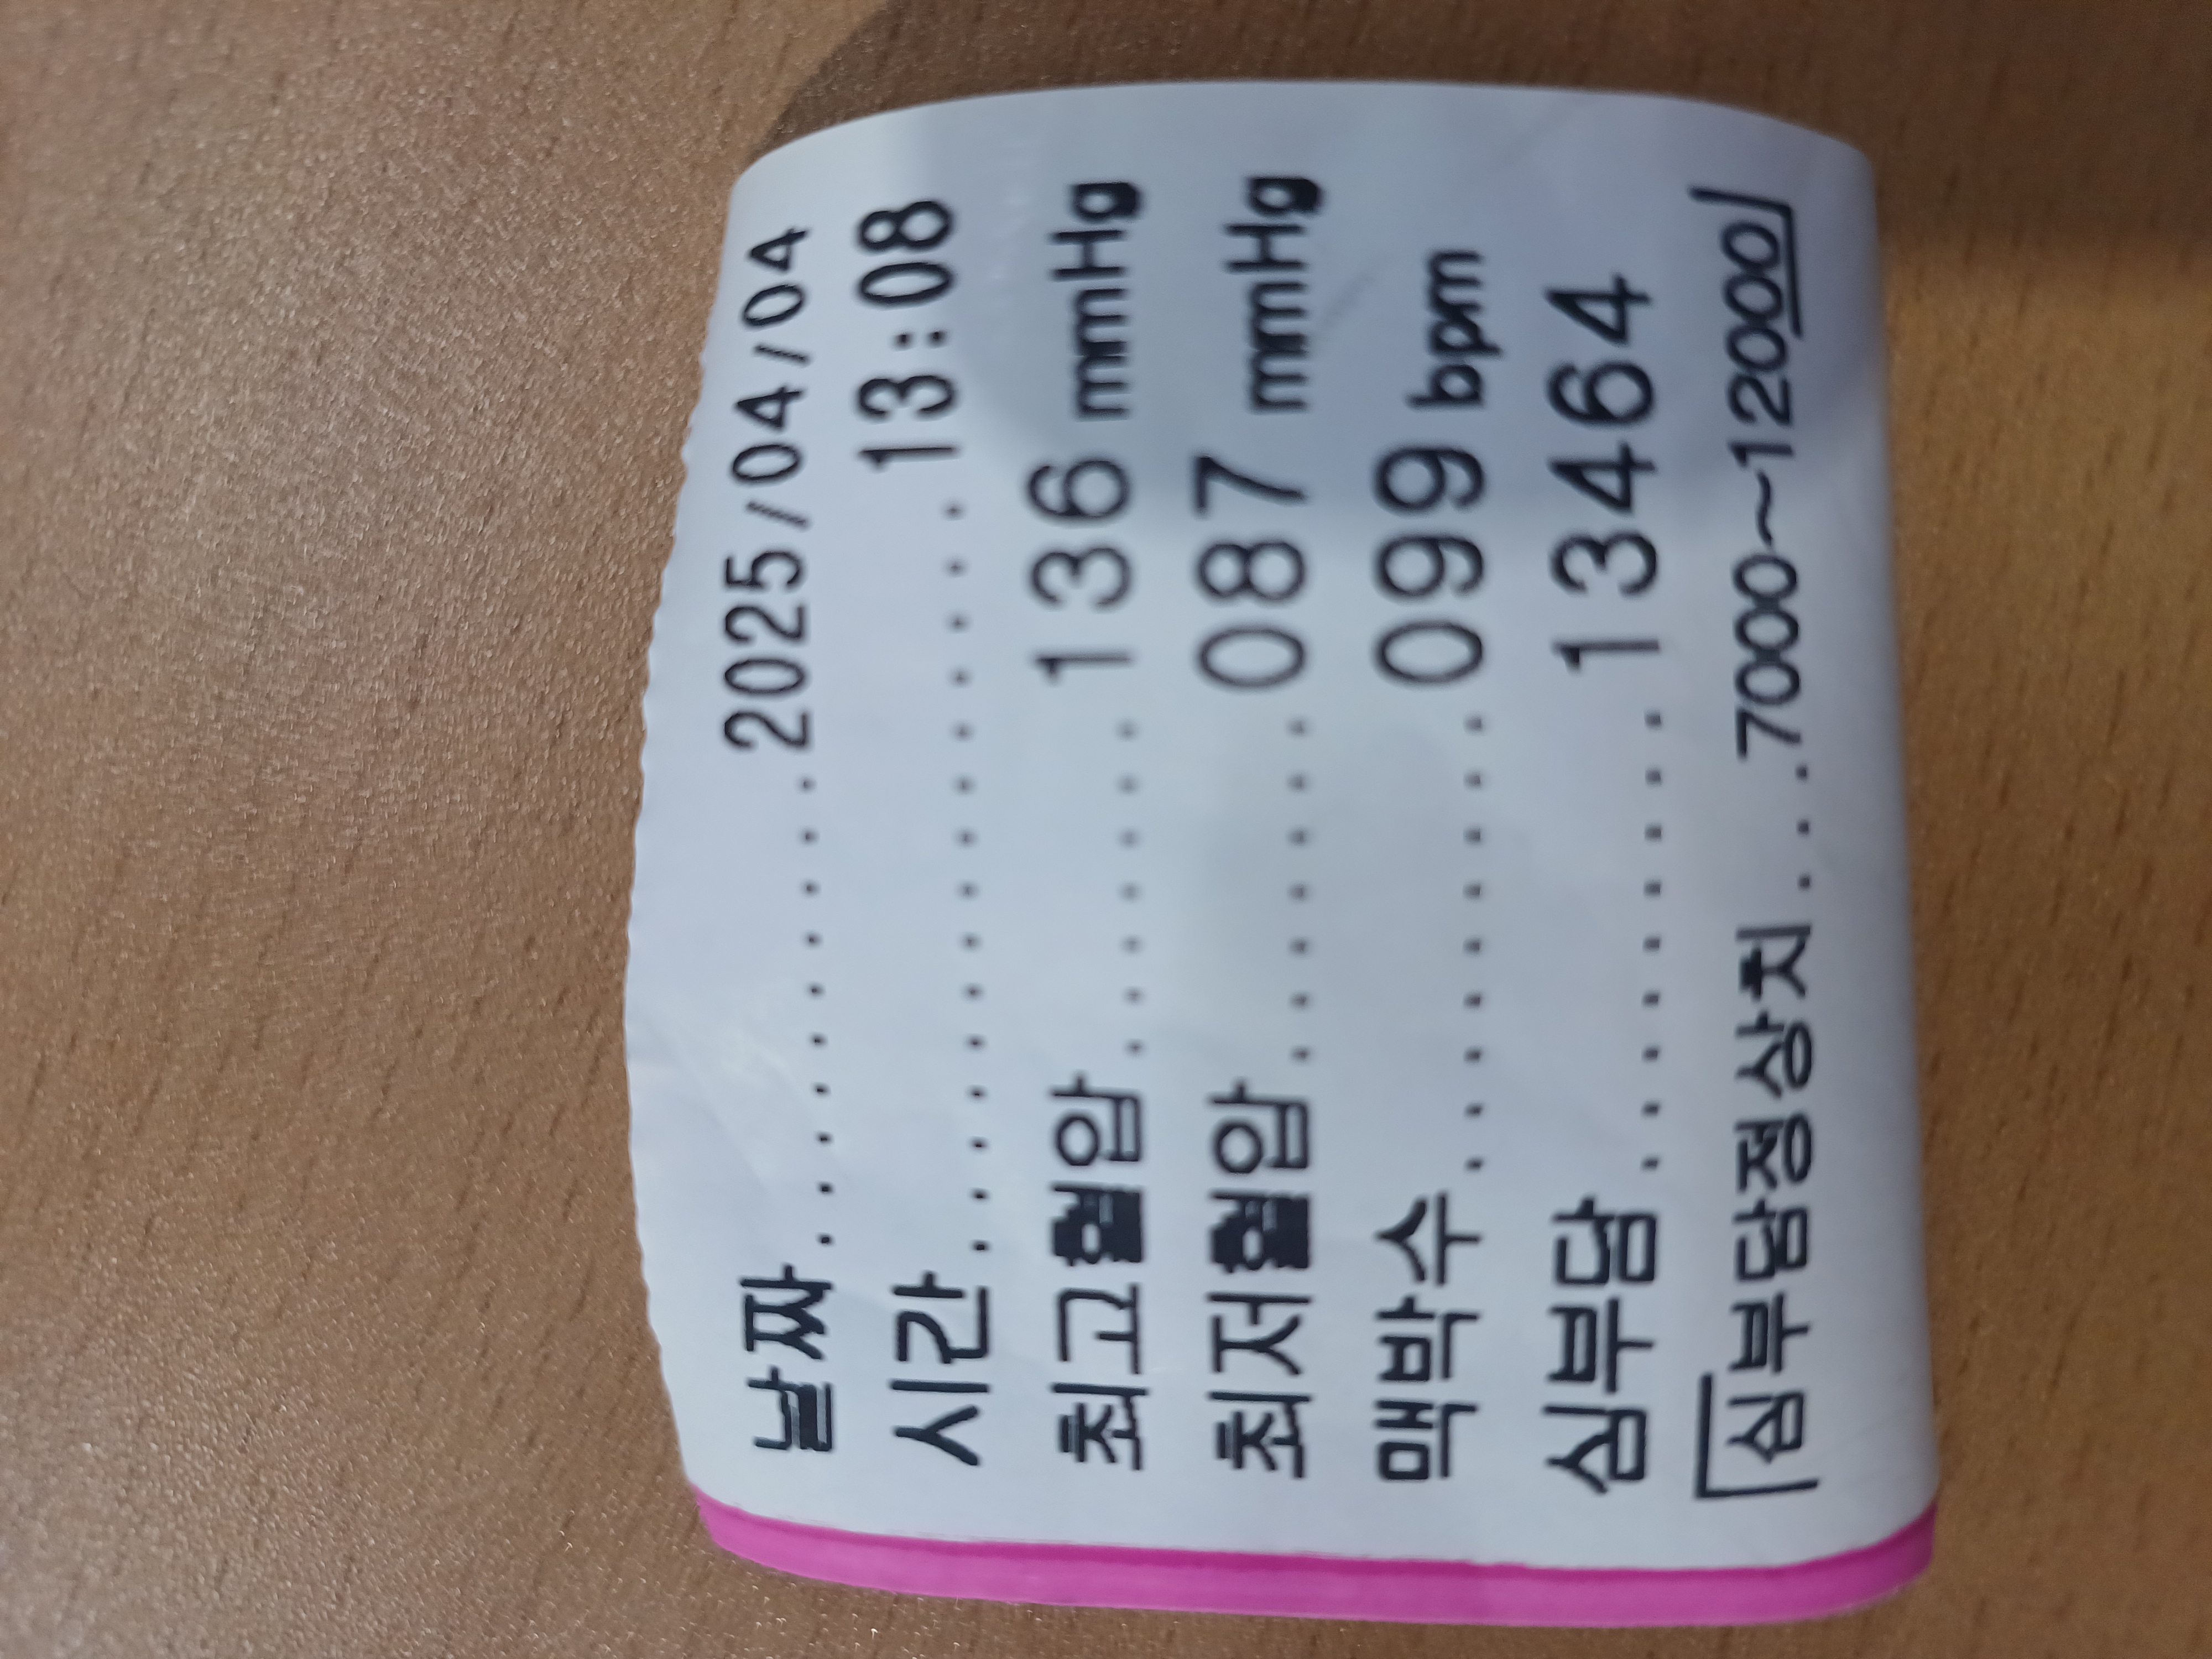 날짜..............2025/04/04
시간...............13:08
최고혈압.......136 mmHg
최저혈압.......087 mmHg
맥박수.........099 bpm
심부담.........13464
[심부담정상치...7000~12000]